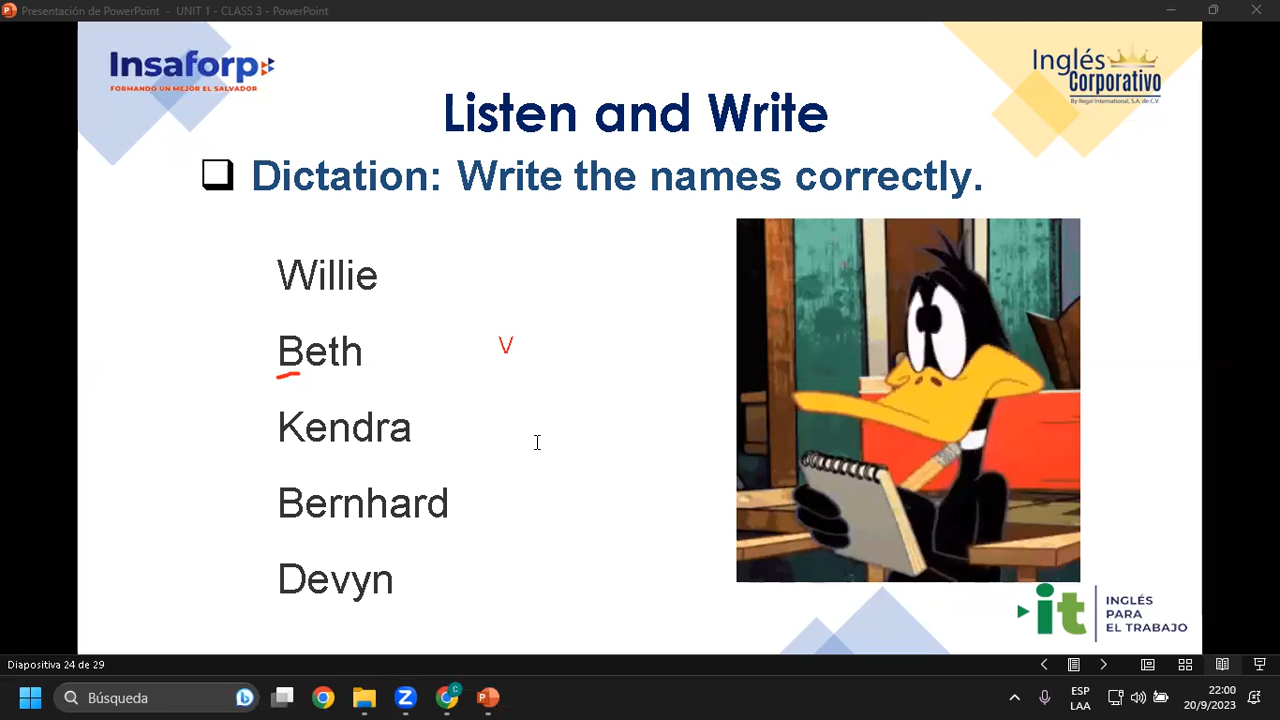 Presentación de PowerPoint - UNIT 1 - CLASS 3 - PowerPoint
Insaforp
FORMANDO UN MEJOR EL SALVADOR
Inglés
Corporativo
By Regal International, S.A. de C.V.
Listen and Write
Dictation: Write the names correctly.
Willie
Beth V
Kendra
Bernhard
Devyn
it INGLÉS
PARA
EL TRABAJO
Diapositiva 24 de 29
Búsqueda
ESP
LAA
22:00
20/9/2023